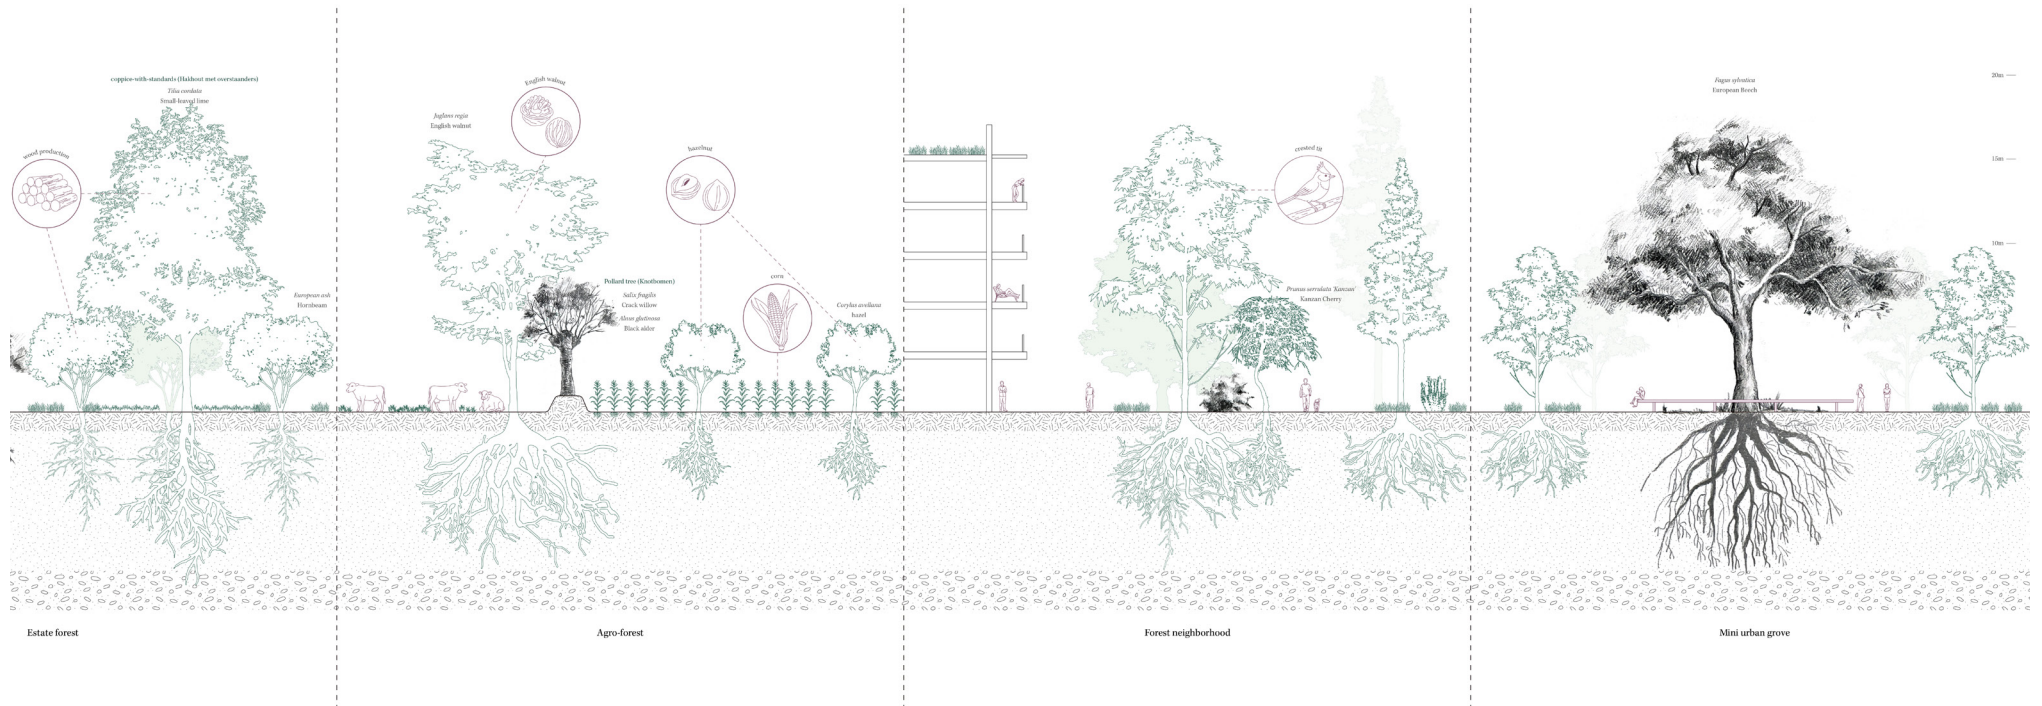 coppice-with-standards (Hakhout met overstaanders)
Tilia cordata
Small-leaved lime
wood production
European ash
Hornbeam
English walnut
Juglans regia
English walnut
hazelnut
Pollard tree (Knotbomen)
Salix fragilis
Crack willow
Alnus glutinosa
Black alder
corn
Corylus avellana
hazel
crested tit
Prunus serrulata 'Kanzan'
Kanzan Cherry
Fagus sylvatica
European Beech
20m
15m
10m
Estate forest
Agro-forest
Forest neighborhood
Mini urban grove